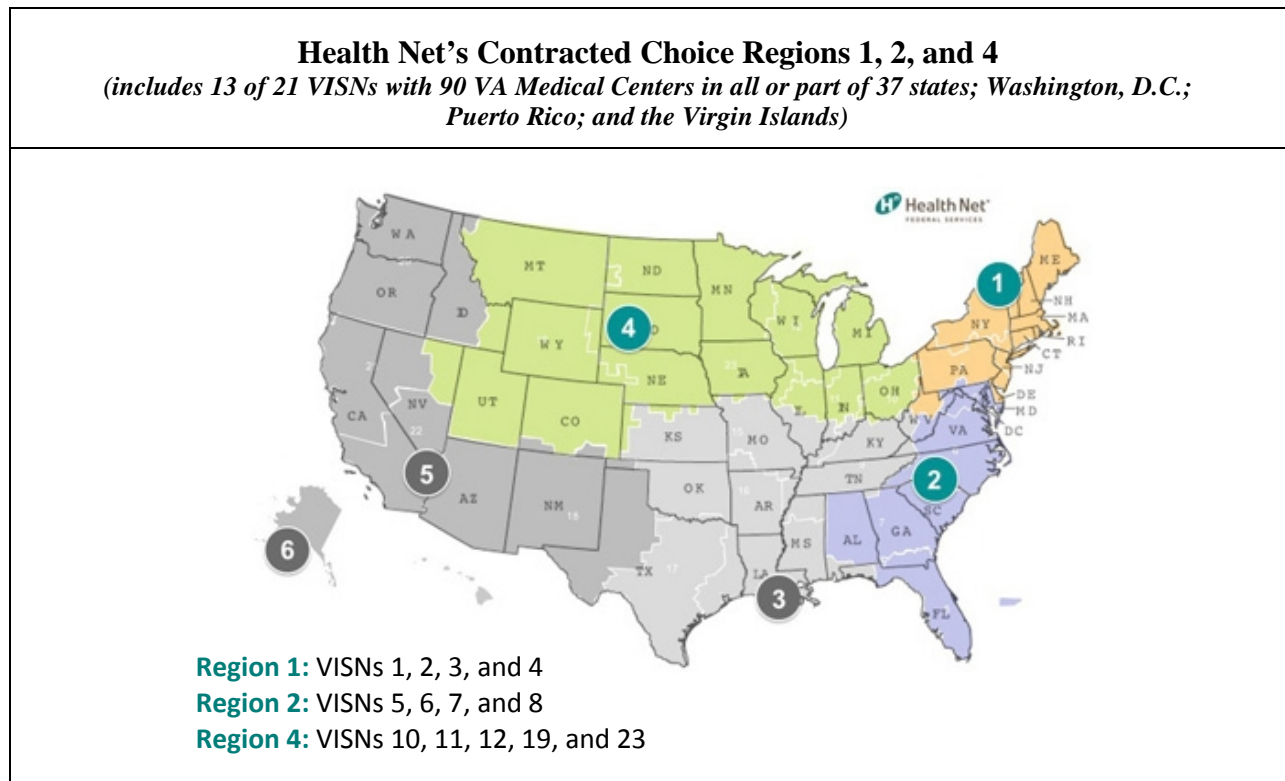 Health Net's Contracted Choice Regions 1, 2, and 4
(includes 13 of 21 VISNs with 90 VA Medical Centers in all or part of 37 states; Washington, D.C.;
Puerto Rico; and the Virgin Islands)
Health Net
FEDERAL SERVICES
WA
MT
ND
MN
ME
1
OR
ID
4
WI
MI
NH
MA
WY
NY
RI
CT
NE
PA
NJ
OH
DE
MD
DC
NV
UT
CO
CA
22
KS
MO
KY
WV
VA
5
AZ
NM
18
OK
AR
TN
2
SC
6
TX
17
MS
AL
GA
LA
3
FL
Region 1: VISNs 1, 2, 3, and 4
Region 2: VISNs 5, 6, 7, and 8
Region 4: VISNs 10, 11, 12, 19, and 23